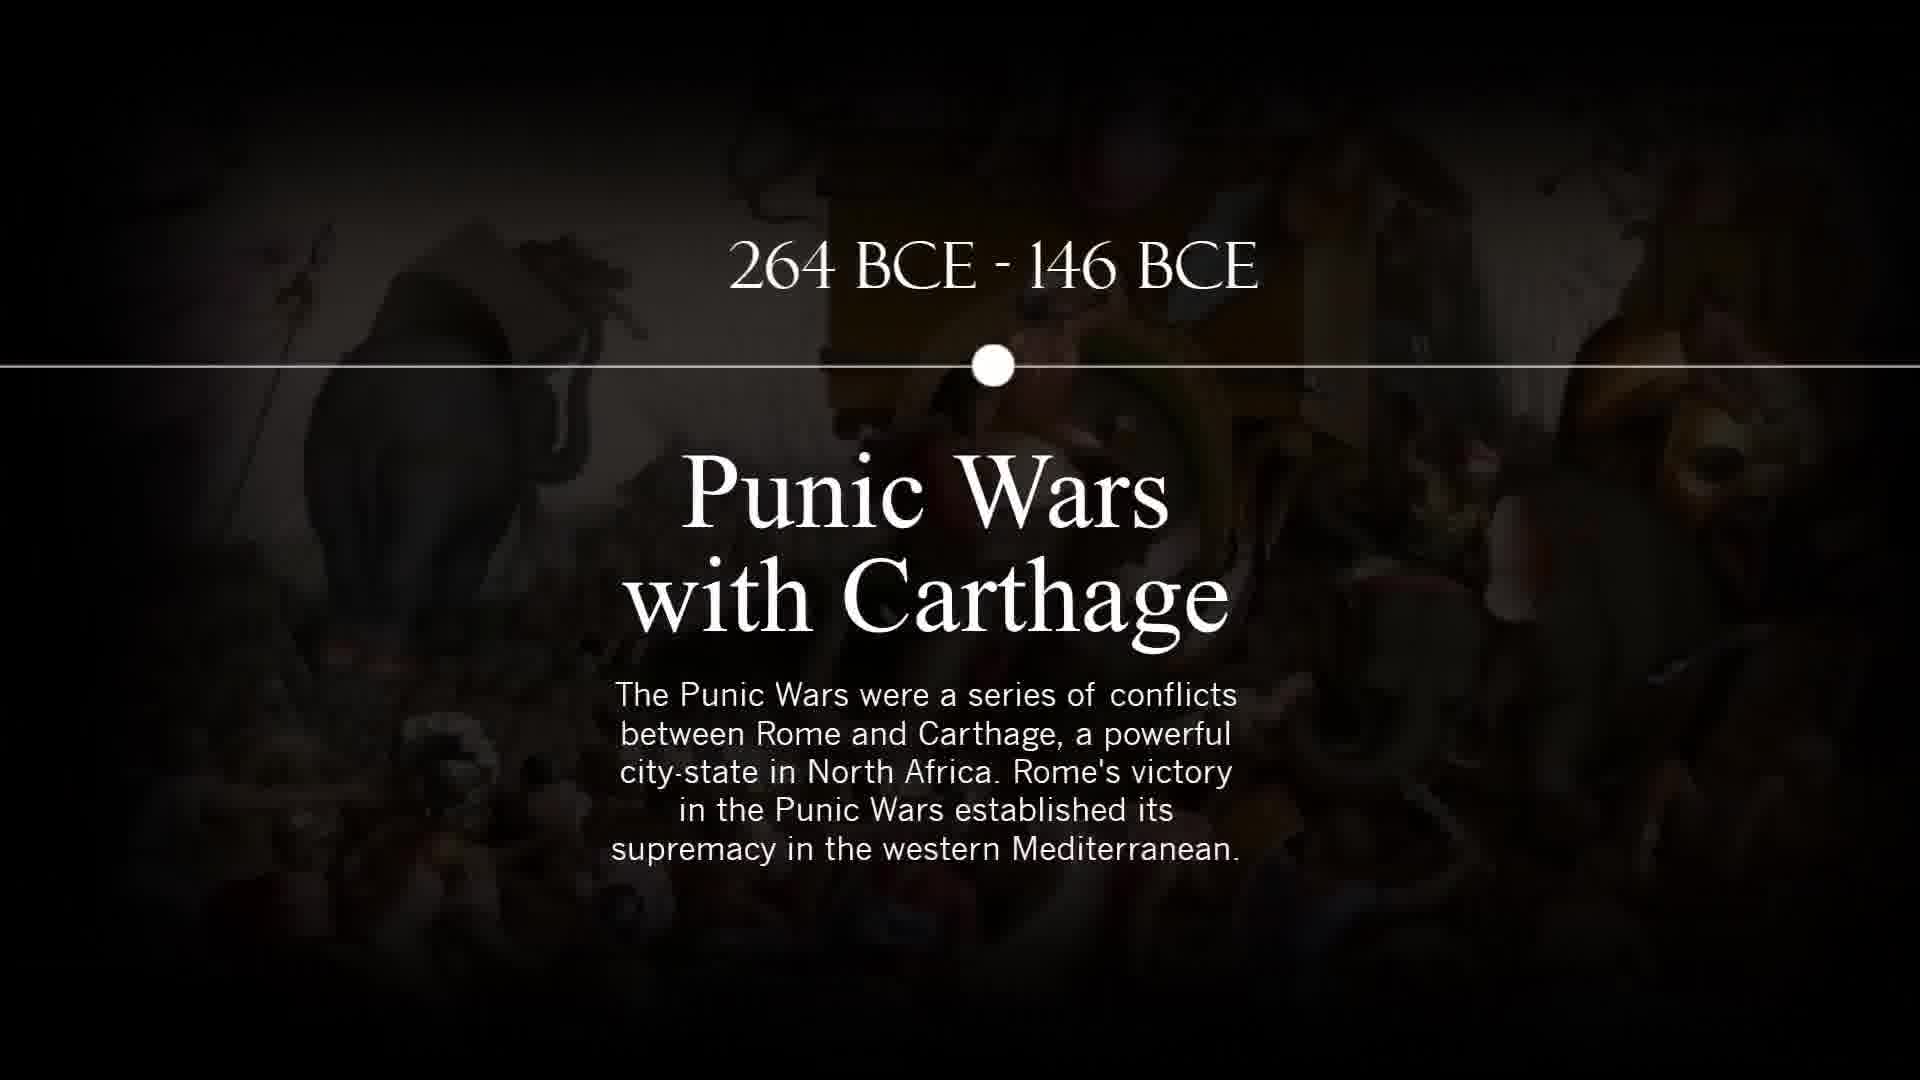 264 BCE - 146 BCE
Punic Wars
with Carthage
The Punic Wars were a series of conflicts
between Rome and Carthage, a powerful
city-state in North Africa. Rome's victory
in the Punic Wars established its
supremacy in the western Mediterranean.